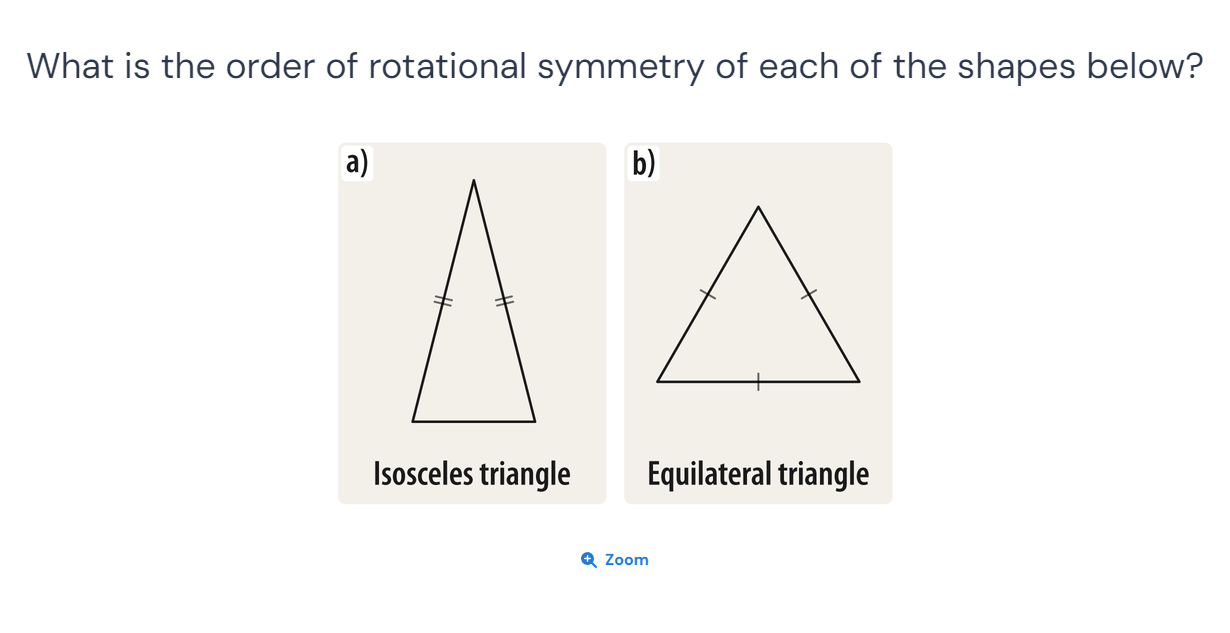 What is the order of rotational symmetry of each of the shapes below?
a)
Isosceles triangle
b)
Equilateral triangle
Zoom